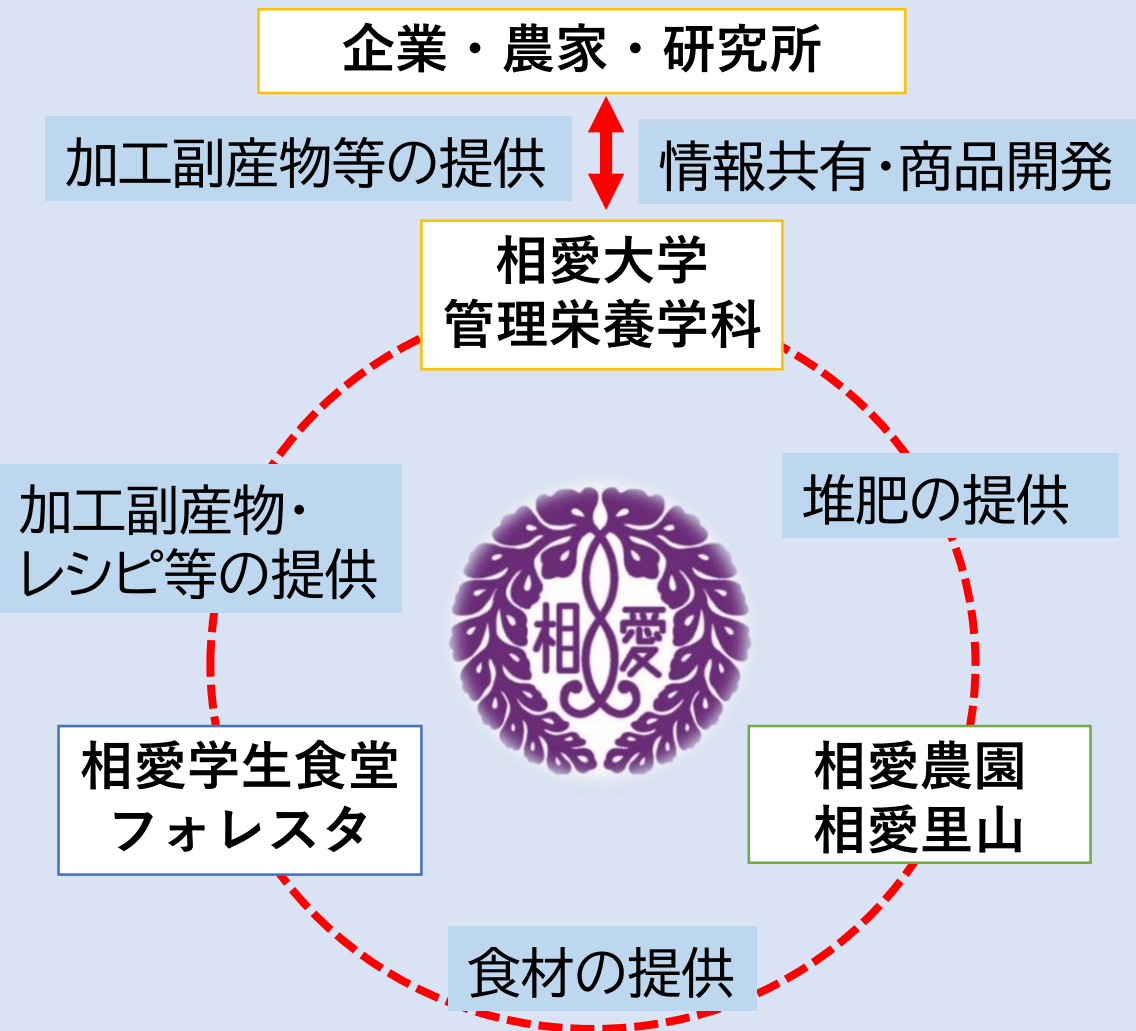 企業・農家・研究所
加工副産物等の提供
情報共有・商品開発
相愛大学
管理栄養学科
加工副産物・
レシピ等の提供
堆肥の提供
相愛
相愛学生食堂
フォレスタ
相愛農園
相愛里山
食材の提供